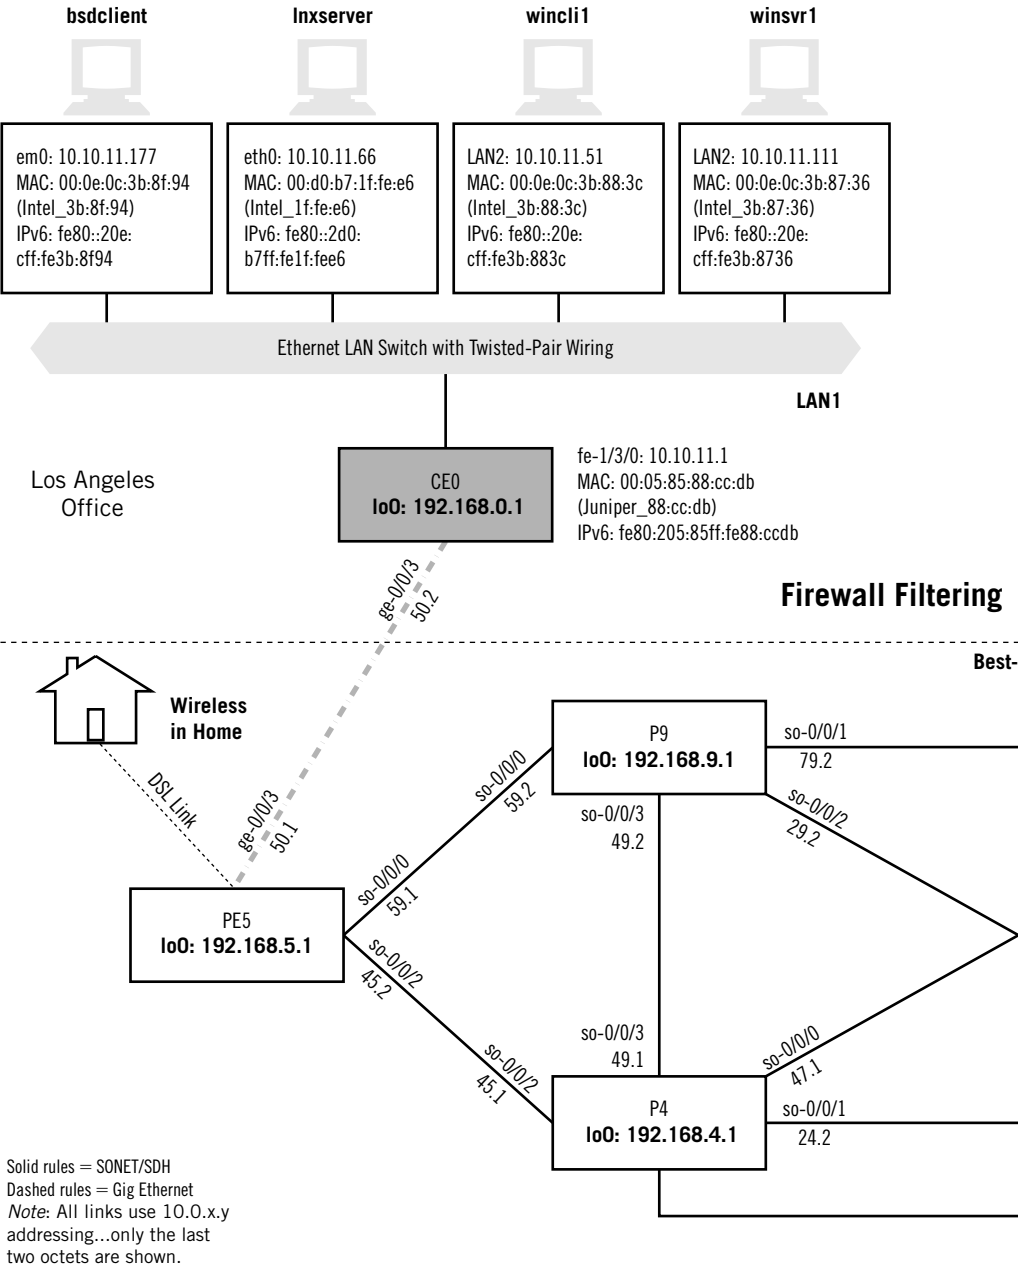 bsdclient
lnxserver
wincli1
winsvr1
em0: 10.10.11.177
MAC: 00:0e:0c:3b:8f:94
(Intel_3b:8f:94)
IPv6: fe80::20e:
cff:fe3b:8f94
eth0: 10.10.11.66
MAC: 00:d0:b7:1f:fe:e6
(Intel_1f:fe:e6)
IPv6: fe80::2d0:
b7ff:fe1f:fee6
LAN2: 10.10.11.51
MAC: 00:0e:0c:3b:88:3c
(Intel_3b:88:3c)
IPv6: fe80::20e:
cff:fe3b:883c
LAN2: 10.10.11.111
MAC: 00:0e:0c:3b:87:36
(Intel_3b:87:36)
IPv6: fe80::20e:
cff:fe3b:8736
Ethernet LAN Switch with Twisted-Pair Wiring
LAN1
Los Angeles
Office
CE0
lo0: 192.168.0.1
fe-1/3/0: 10.10.11.1
MAC: 00:05:85:88:cc:db
(Juniper_88:cc:db)
IPv6: fe80:205:85ff:fe88:ccdb
ge-0/0/3
50.2
Firewall Filtering
Best-
Wireless
in Home
DSL Link
ge-0/0/3
50.1
P9
lo0: 192.168.9.1
so-0/0/1
79.2
so-0/0/0
59.2
so-0/0/3
49.2
so-0/0/2
29.2
so-0/0/0
59.1
PE5
lo0: 192.168.5.1
so-0/0/2
45.2
so-0/0/2
45.1
so-0/0/3
49.1
so-0/0/0
47.1
P4
lo0: 192.168.4.1
so-0/0/1
24.2
Solid rules = SONET/SDH
Dashed rules = Gig Ethernet
Note: All links use 10.0.x.y
addressing...only the last
two octets are shown.